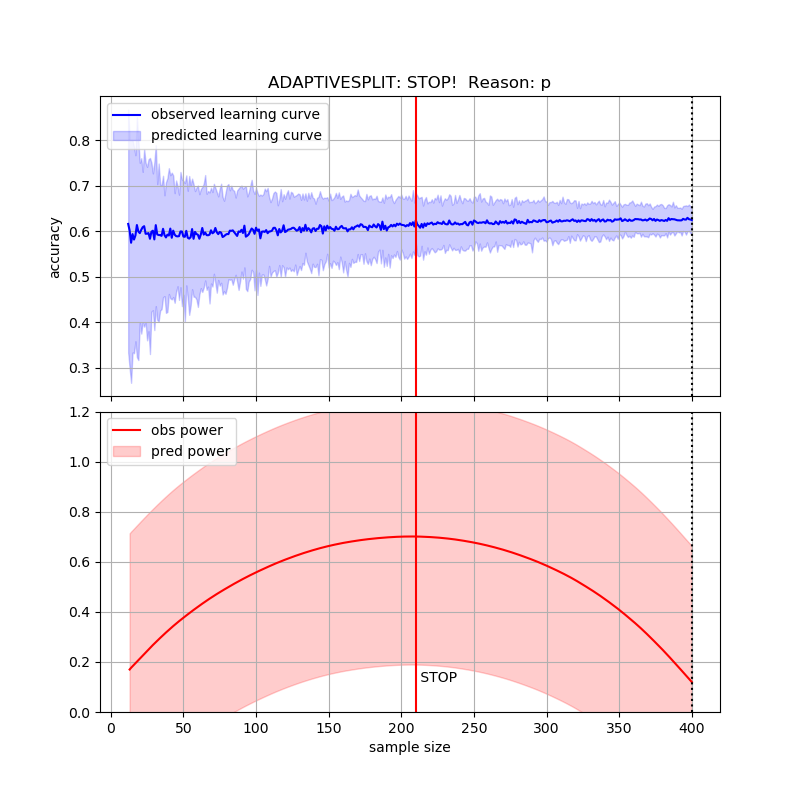 ADAPTIVESPLIT: STOP!  Reason: p
observed learning curve
predicted learning curve
accuracy
0.8
0.7
0.6
0.5
0.4
0.3
obs power
pred power
1.2
1.0
0.8
0.6
0.4
0.2
0.0
STOP
0 50 100 150 200 250 300 350 400
sample size